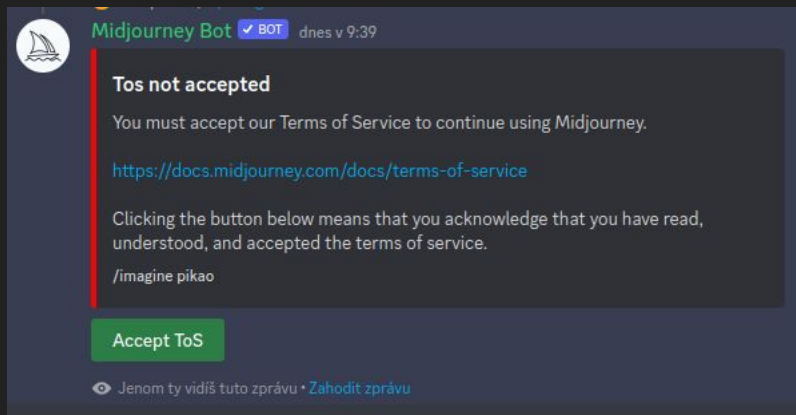 Midjourney Bot ✓ BOT dnes v 9:39
Tos not accepted
You must accept our Terms of Service to continue using Midjourney.
https://docs.midjourney.com/docs/terms-of-service
Clicking the button below means that you acknowledge that you have read,
understood, and accepted the terms of service.
/imagine pikao
Accept ToS
Jenom ty vidíš tuto zprávu • Zahodit zprávu